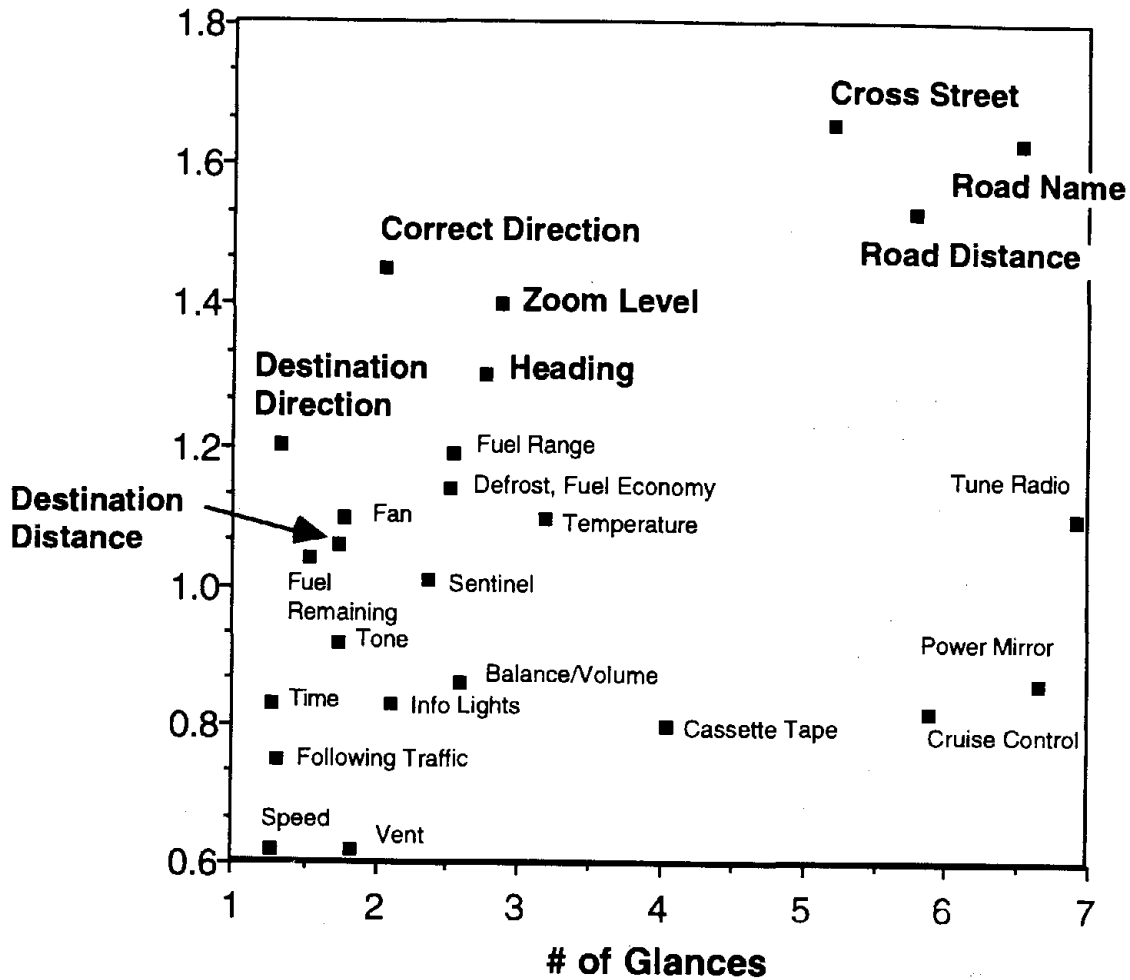 1.8
Cross Street
1.6
Road Name
Correct Direction
Road Distance
1.4
Zoom Level
Destination
Direction
Heading
1.2
Fuel Range
Defrost, Fuel Economy
Tune Radio
Destination
Distance
Fan
Temperature
1.0
Fuel
Remaining
Sentinel
Tone
Power Mirror
Balance/Volume
Time
Info Lights
0.8
Cassette Tape
Cruise Control
Following Traffic
Speed
Vent
0.6
1 2 3 4 5 6 7
# of Glances